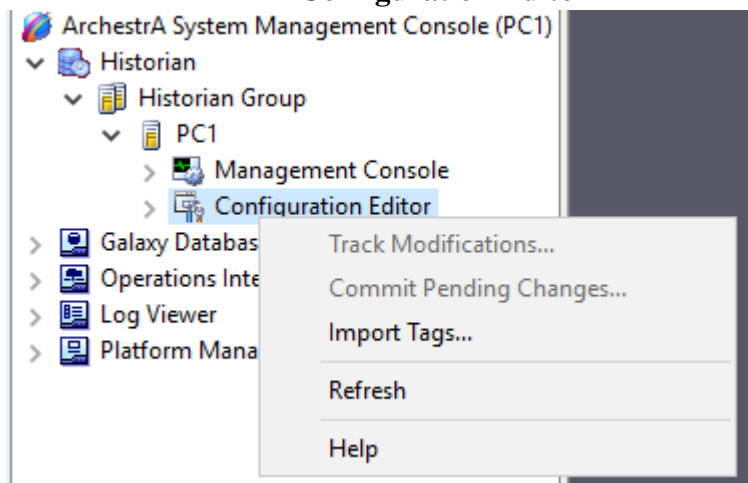 ArchestrA System Management Console (PC1)
Historian
Historian Group
PC1
Management Console
Configuration Editor
Galaxy Databas
Track Modifications...
Operations Inte
Commit Pending Changes...
Log Viewer
Import Tags...
Platform Mana
Refresh
Help